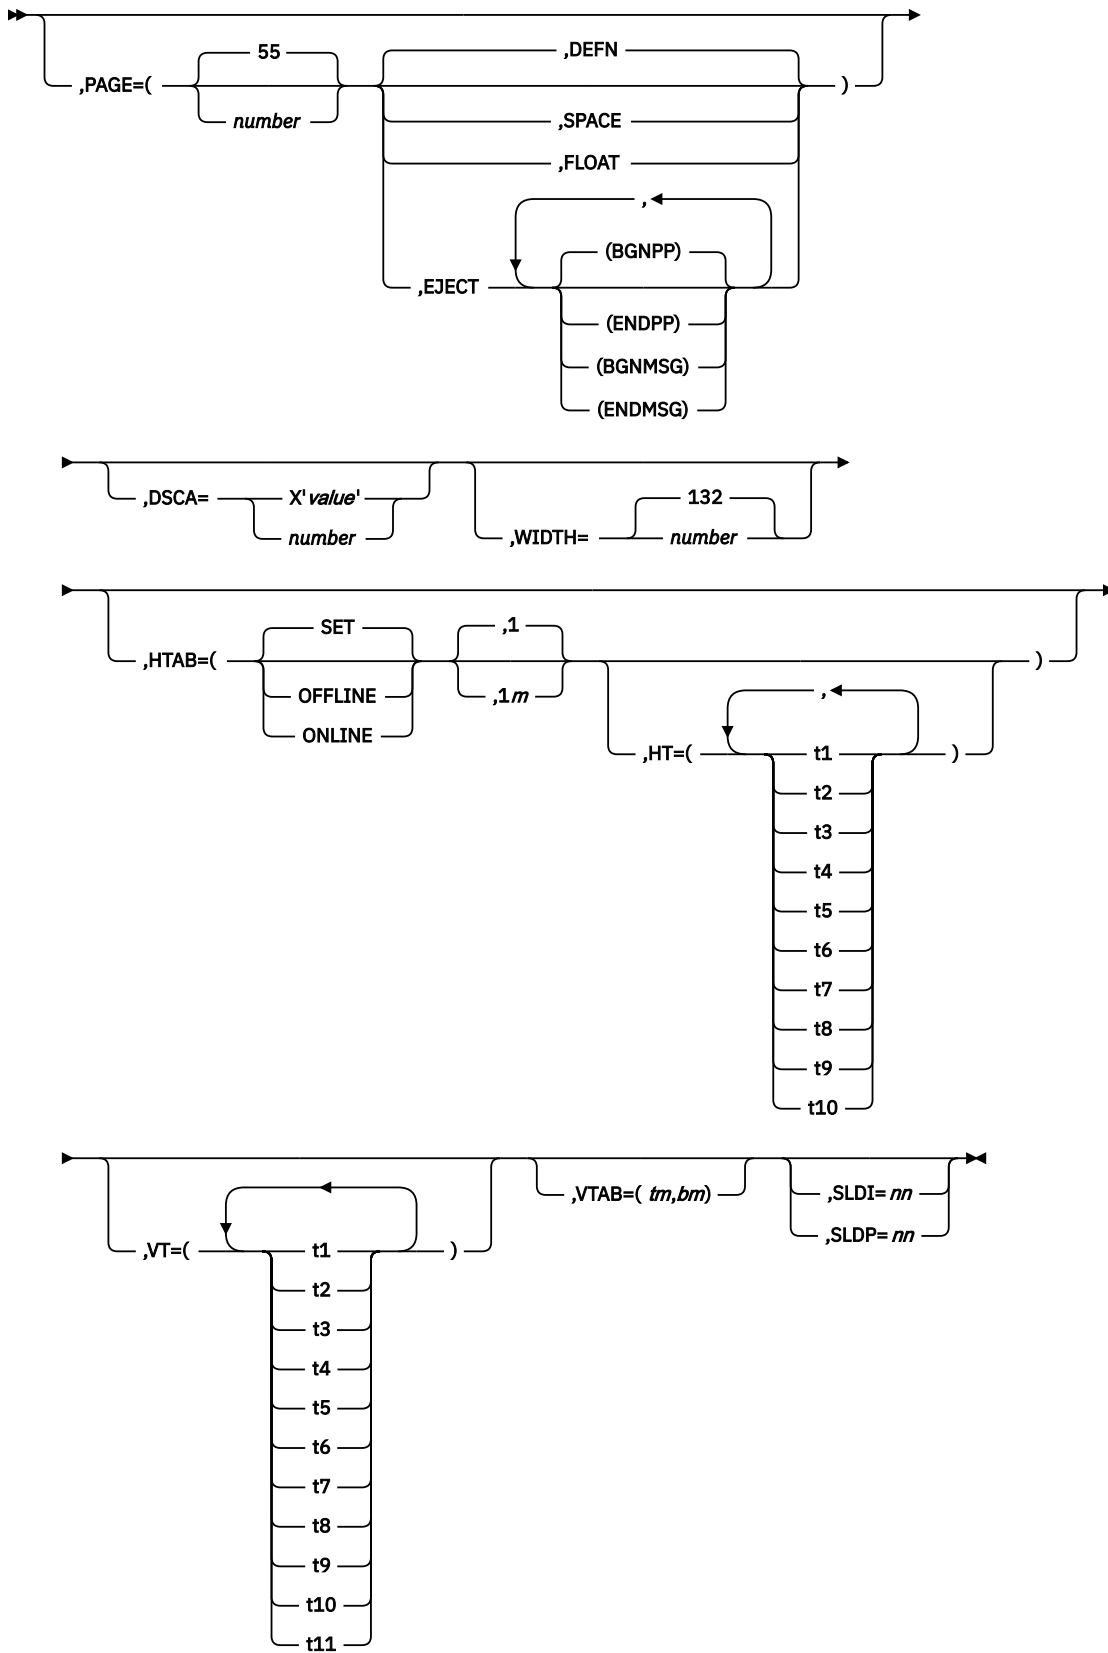 55
,DEFN
,PAGE=( )
number
,SPACE
,FLOAT
,
(BGNPP)
,EJECT
(ENDPP)
(BGNMSG)
(ENDMSG)
,DSCA= X'value'
number
132
,WIDTH= number
SET
,1
,HTAB=( )
OFFLINE
,1m
ONLINE
,
,HT=( t1 )
t2
t3
t4
t5
t6
t7
t8
t9
t10
,VT=( t1 )
t2
t3
t4
t5
t6
t7
t8
t9
t10
t11
,VTAB=( tm,bm)
,SLDI= nn
,SLDP= nn